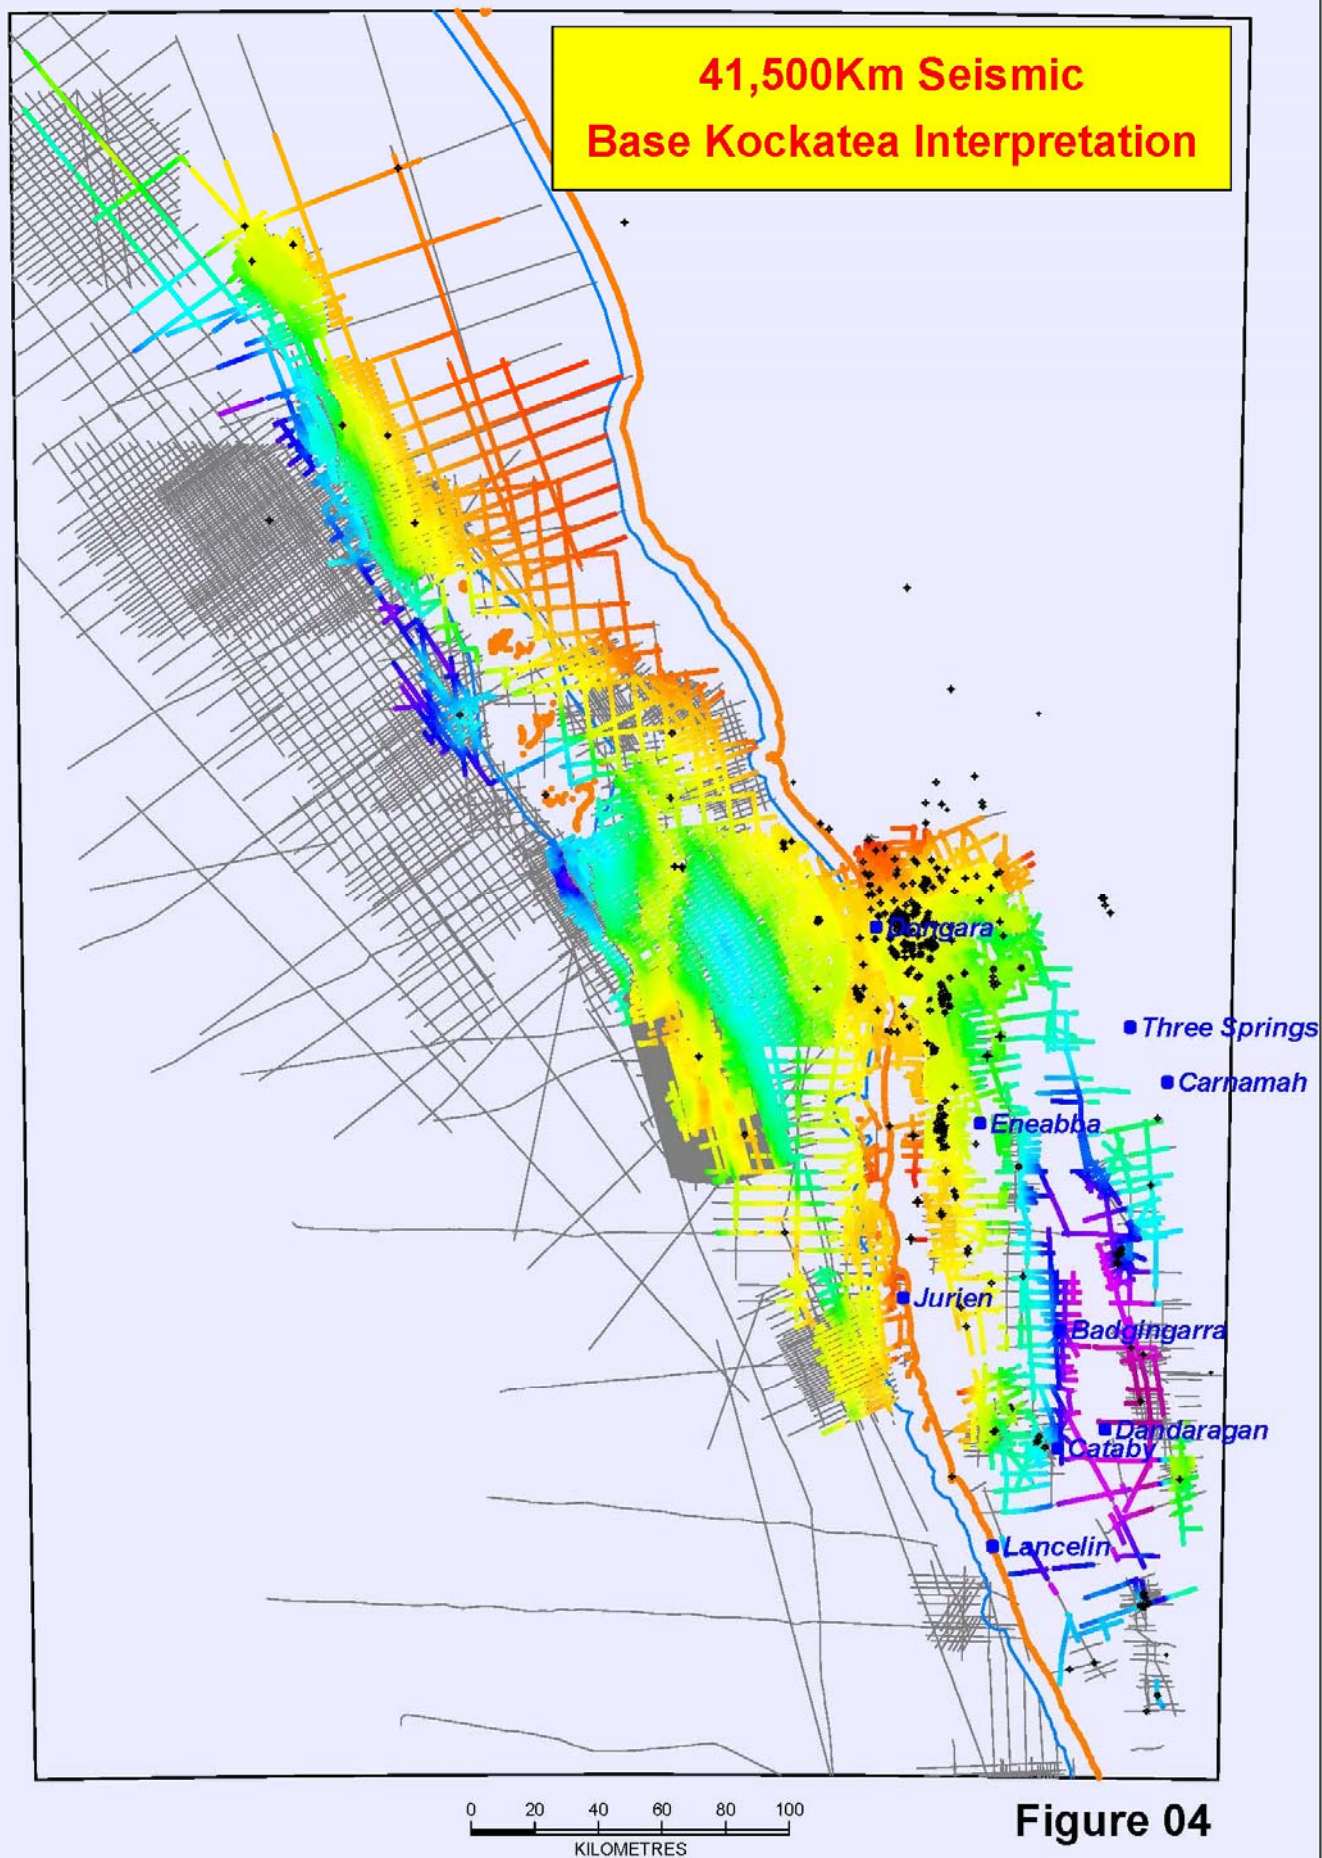 41,500Km Seismic
Base Kockatea Interpretation
Dongara
Three Springs
Carnamah
Eneabba
Jurien
Badgingarra
Dandaragan
Cataby
Lancelin
0 20 40 60 80 100
KILOMETRES
Figure 04